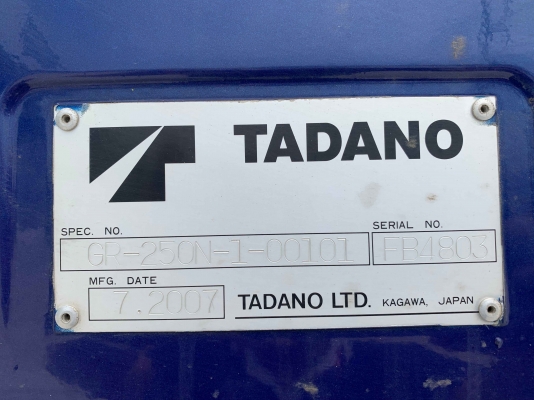 TADANO
SPEC. NO. SERIAL NO.
GR-250N-1-00101 FB4803
MFG. DATE
7.2007 TADANO LTD. KAGAWA, JAPAN